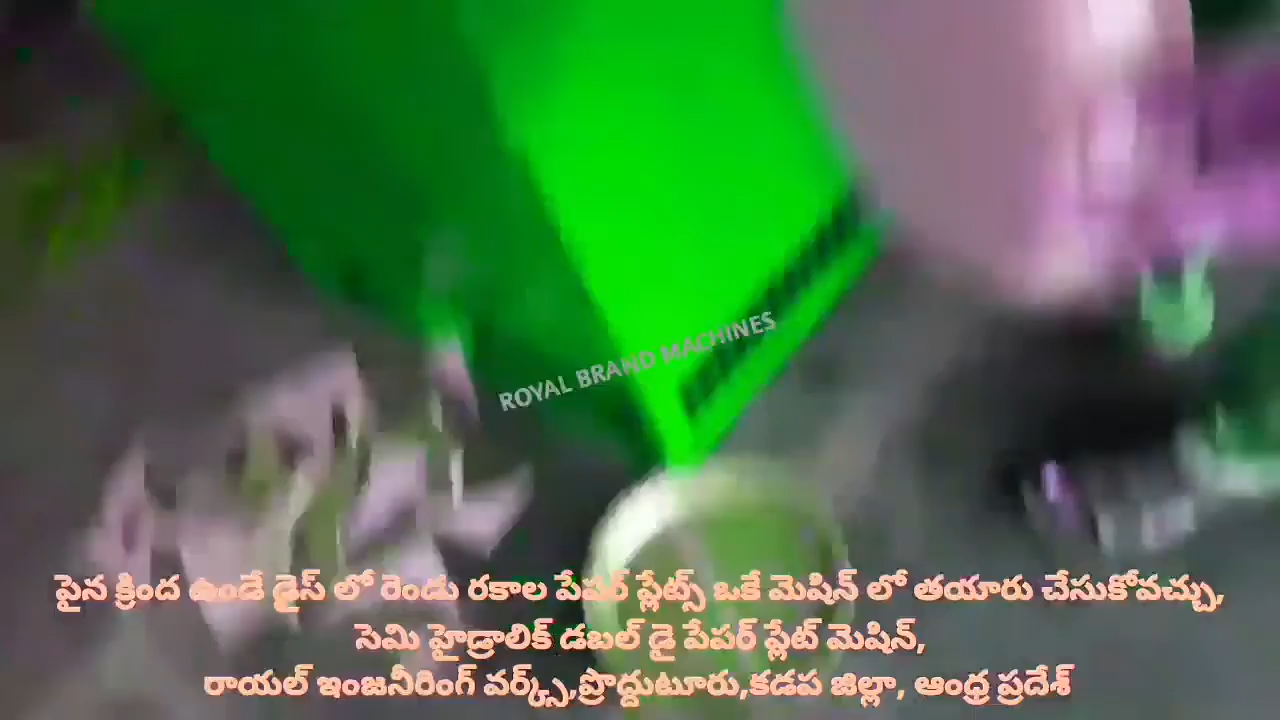 ROYAL BRAND MACHINES
పైన క్రింద ఉండే డైస్ లో రెండు రకాల పేపర్ ప్లేట్స్ ఒకే మెషిన్ లో తయారు చేసుకోవచ్చు,
సెమి హైడ్రాలిక్ డబల్ డై పేపర్ ప్లేట్ మెషిన్,
రాయల్ ఇంజనీరింగ్ వర్క్స్,ప్రొద్దుటూరు,కడప జిల్లా, ఆంధ్ర ప్రదేశ్